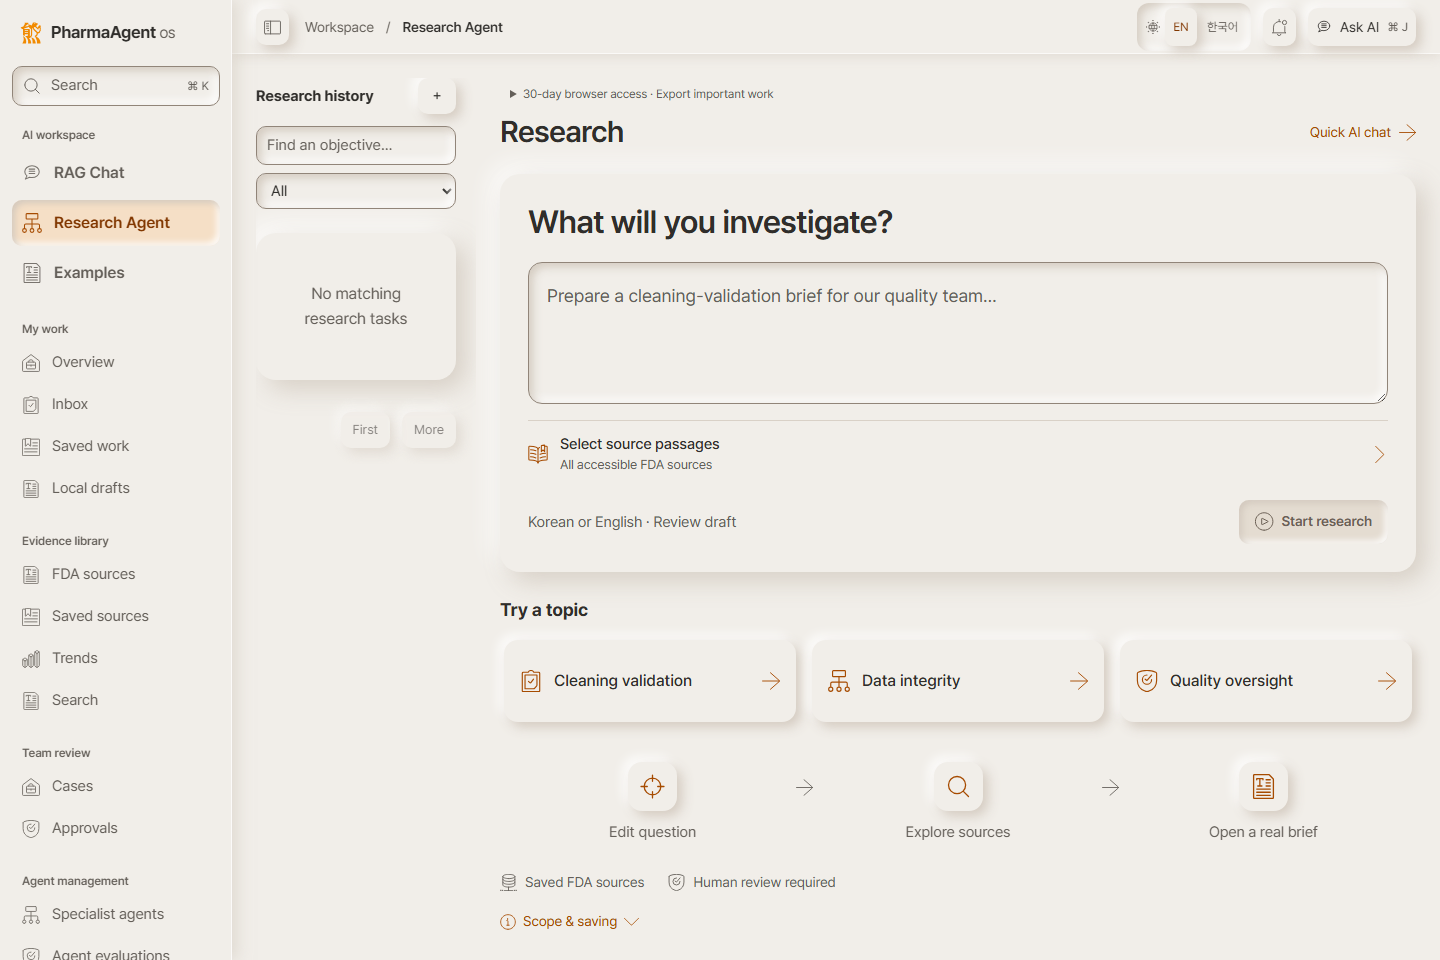 PharmaAgent OS
Search ⌘ K
AI workspace
RAG Chat
Research Agent
Examples
My work
Overview
Inbox
Saved work
Local drafts
Evidence library
FDA sources
Saved sources
Trends
Search
Team review
Cases
Approvals
Agent management
Specialist agents
Agent evaluations
Workspace / Research Agent
EN 한국어
Ask AI ⌘ J
Research history +
Find an objective...
All
No matching
research tasks
First More
▶ 30-day browser access · Export important work
Research
Quick AI chat
What will you investigate?
Prepare a cleaning-validation brief for our quality team...
Select source passages
All accessible FDA sources
Korean or English · Review draft
Start research
Try a topic
Cleaning validation
Data integrity
Quality oversight
Edit question
Explore sources
Open a real brief
Saved FDA sources
Human review required
Scope & saving